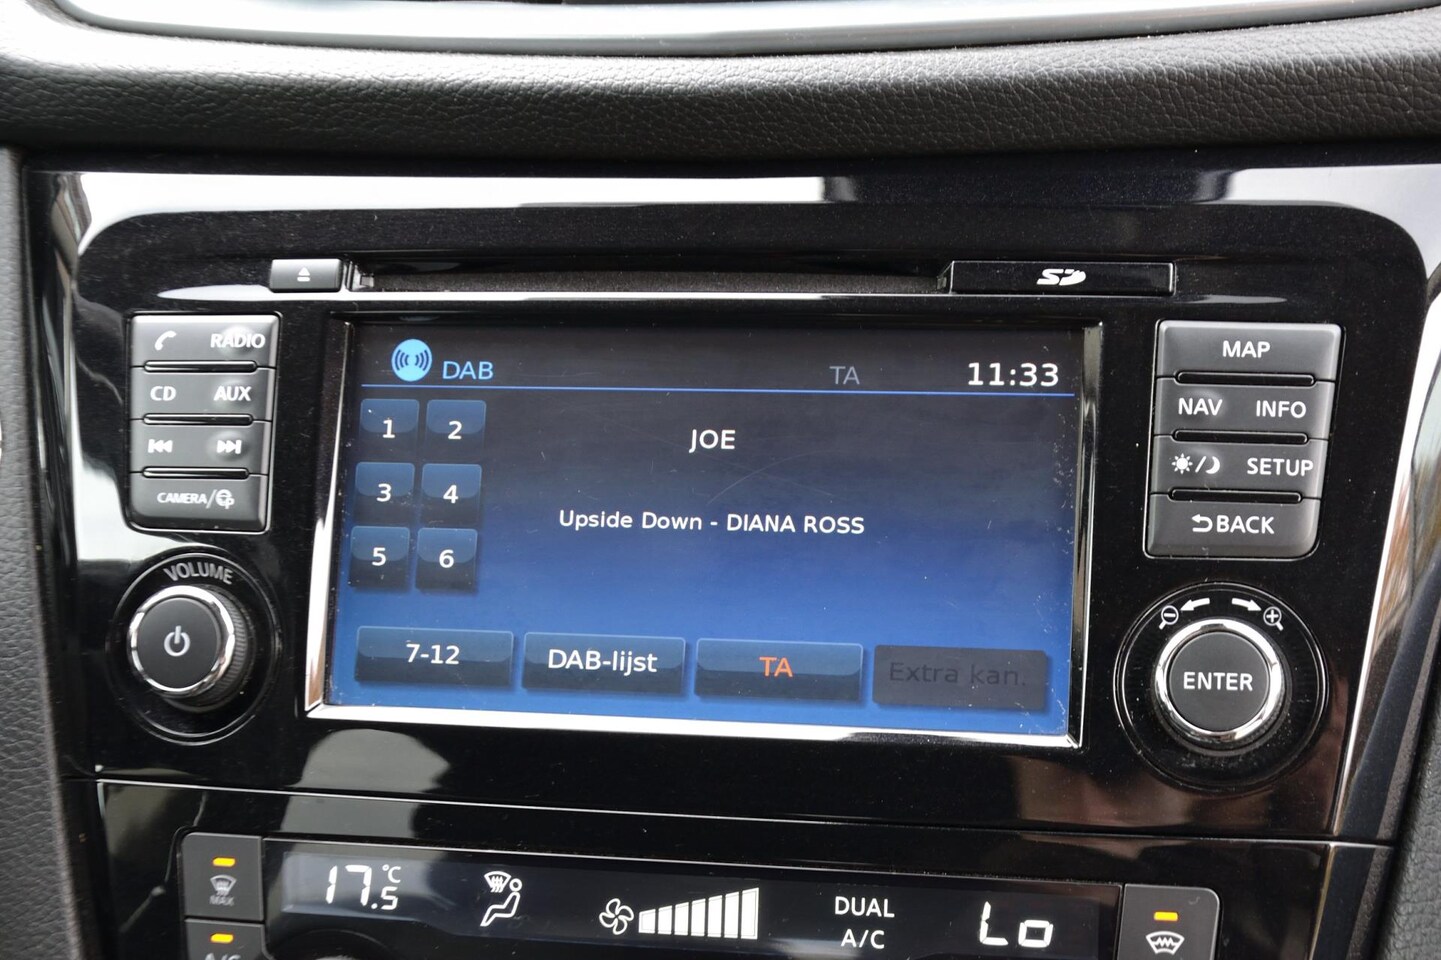 SD
RADIO
CD AUX
CAMERA/
VOLUME
DAB TA 11:33
1 2
3 4
5 6
JOE
Upside Down - DIANA ROSS
7-12 DAB-lijst TA Extra kan.
MAP
NAV INFO
SETUP
BACK
ENTER
MAX
A/C
17.5 °C
DUAL
A/C
Lo